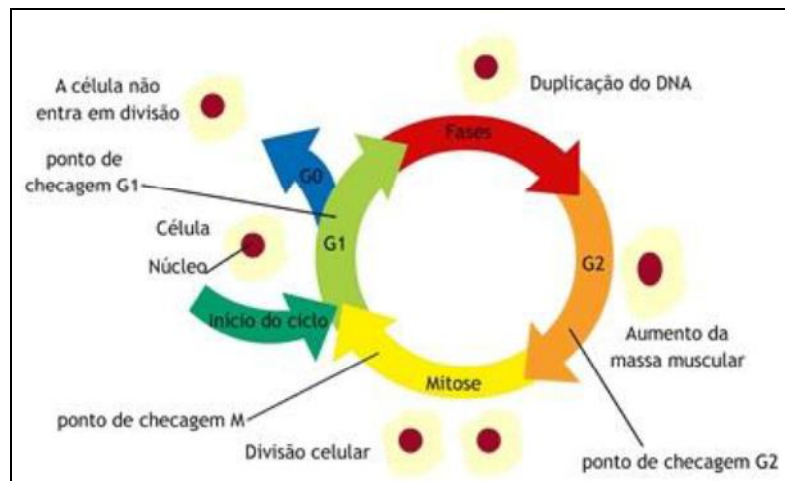 A célula não
entra em divisão
Duplicação do DNA
Fases
ponto de
checagem G1
G0
Célula
Núcleo
G1
G2
Início do ciclo
Aumento da
massa muscular
Mitose
ponto de checagem M
Divisão celular
ponto de checagem G2